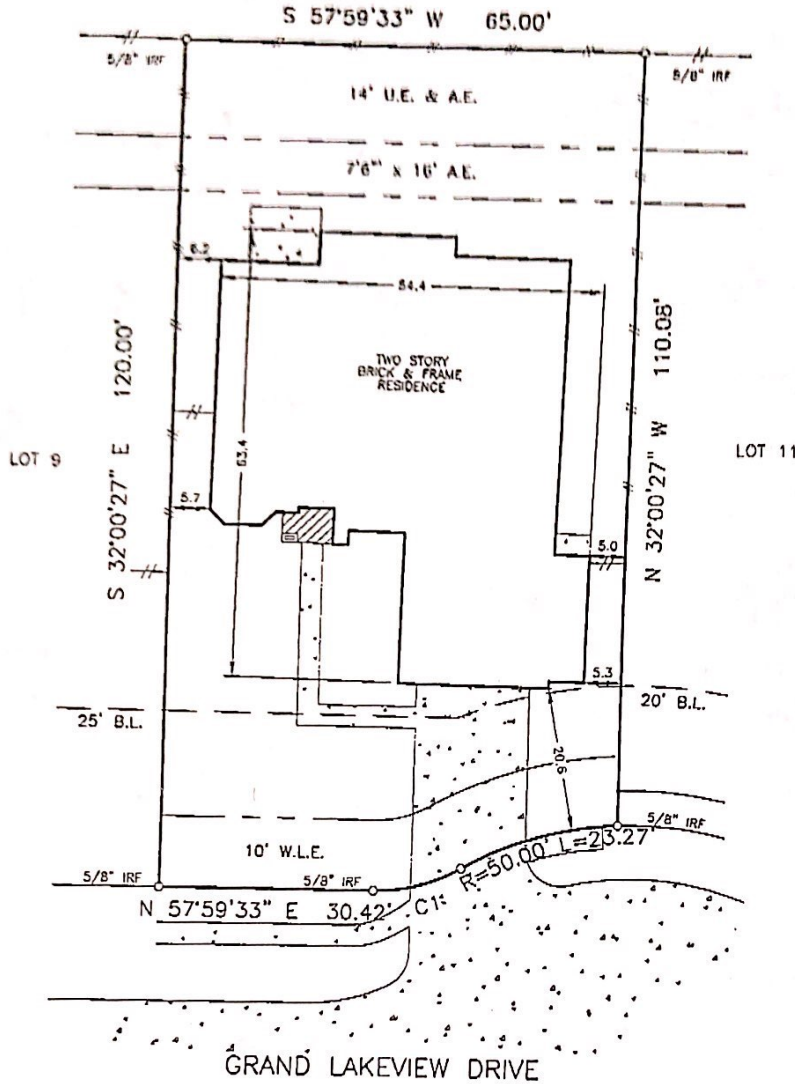 S 57°59'33" W 65.00'
5/8" IRF
5/8" IRF
14' U.E. & A.E.
7'6" x 16' A.E.
6.2
54.4
TWO STORY
BRICK & FRAME
RESIDENCE
S 32°00'27" E 120.00'
N 32°00'27" W 110.08'
LOT 9
LOT 11
63.4
5.7
5.0
5.3
25' B.L.
20' B.L.
20.6
10' W.L.E.
5/8" IRF
5/8" IRF
5/8" IRF
R=50.00' L=23.27'
N 57°59'33" E 30.42' C1
GRAND LAKEVIEW DRIVE